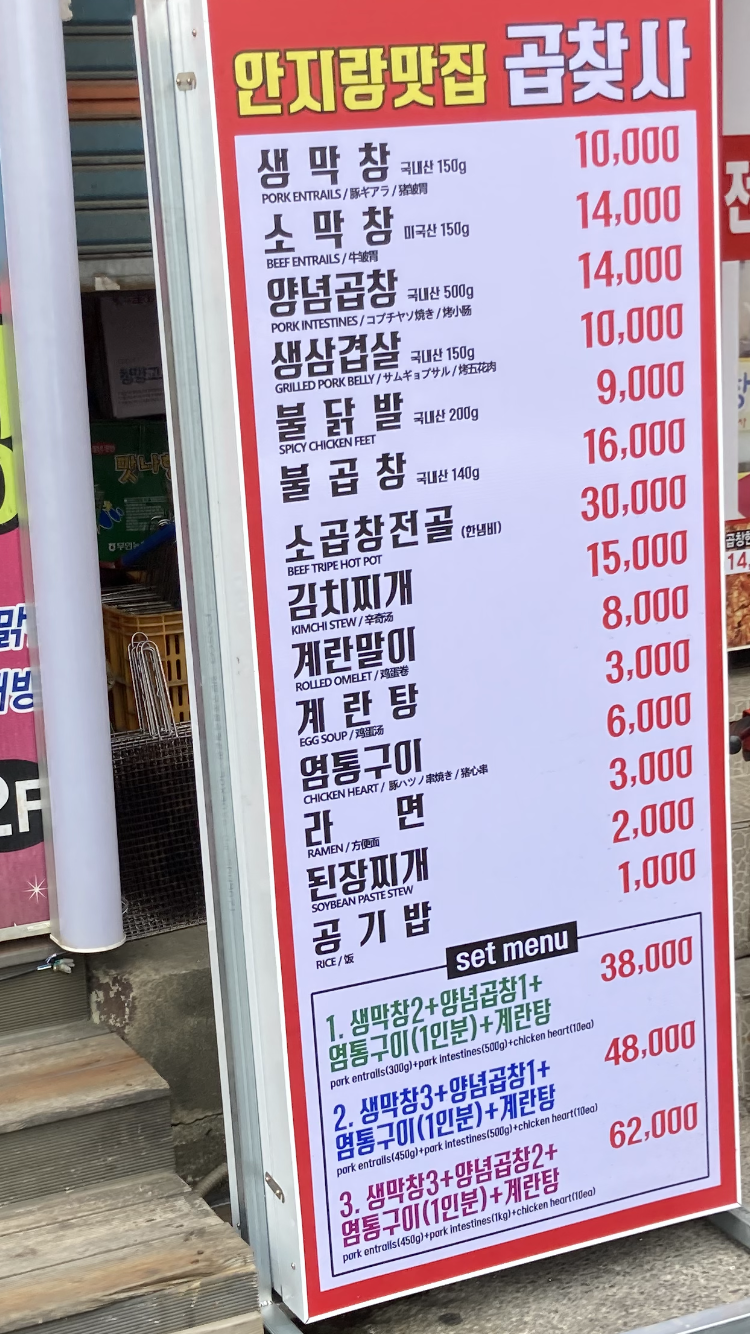 안지랑맛집 곱창사
생막창 국내산 150g 10,000
PORK ENTRAILS / 豚ギアラ / 猪皱胃
소막창 미국산 150g 14,000
BEEF ENTRAILS / 牛皱胃
양념곱창 국내산 500g 14,000
PORK INTESTINES / コプチヤソ焼き / 烤小肠
생삼겹살 국내산 150g 10,000
GRILLED PORK BELLY / サムギョプサル / 烤五花肉
불닭발 국내산 200g 9,000
SPICY CHICKEN FEET
불곱창 국내산 140g 16,000
소곱창전골 (한냄비) 30,000
BEEF TRIPE HOT POT
김치찌개 15,000
KIMCHI STEW / 辛奇汤
계란말이 8,000
ROLLED OMELET / 鸡蛋卷
계란탕 3,000
EGG SOUP / 鸡蛋汤
염통구이 6,000
CHICKEN HEART / 豚ハツノ串焼き / 猪心串
라면 3,000
RAMEN / 方便面
된장찌개 2,000
SOYBEAN PASTE STEW
공기밥 1,000
RICE / 饭
set menu
1. 생막창2+양념곱창1+ 38,000
염통구이(1인분)+계란탕
pork entrails(300g)+pork intestines(500g)+chicken heart(10ea)
2. 생막창3+양념곱창1+ 48,000
염통구이(1인분)+계란탕
pork entrails(450g)+pork intestines(500g)+chicken heart(10ea)
3. 생막창3+양념곱창2+ 62,000
염통구이(1인분)+계란탕
pork entrails(450g)+pork intestines(1kg)+chicken heart(10ea)
2F